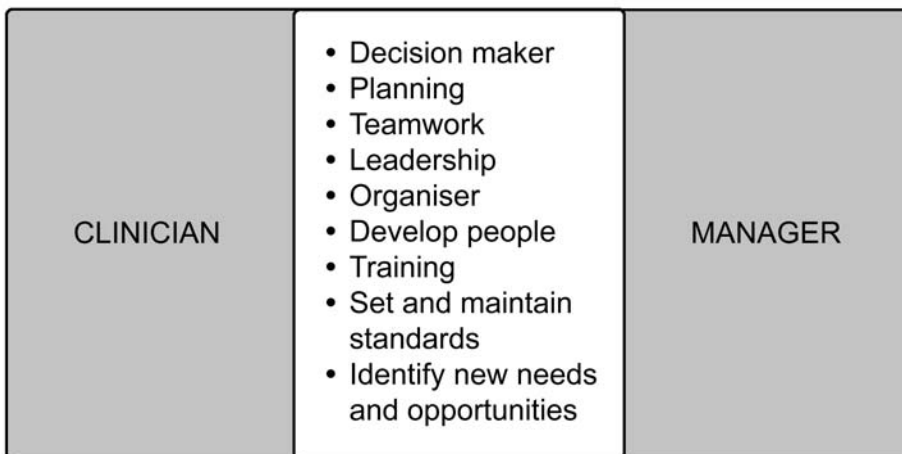 CLINICIAN
• Decision maker
• Planning
• Teamwork
• Leadership
• Organiser
• Develop people
• Training
• Set and maintain
standards
• Identify new needs
and opportunities
MANAGER